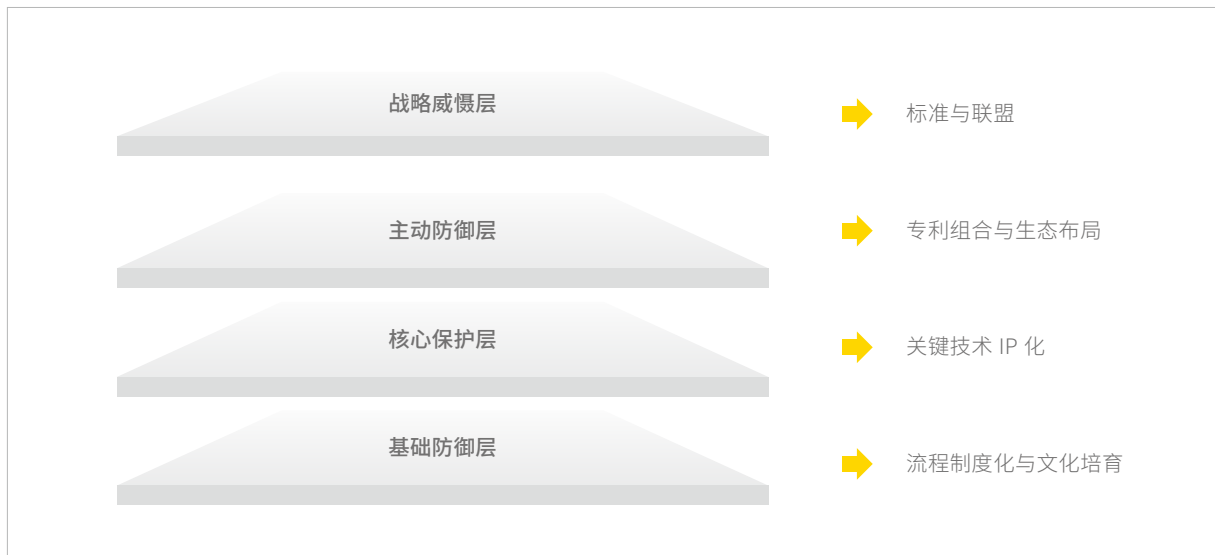 战略威慑层
标准与联盟
主动防御层
专利组合与生态布局
核心保护层
关键技术 IP 化
基础防御层
流程制度化与文化培育